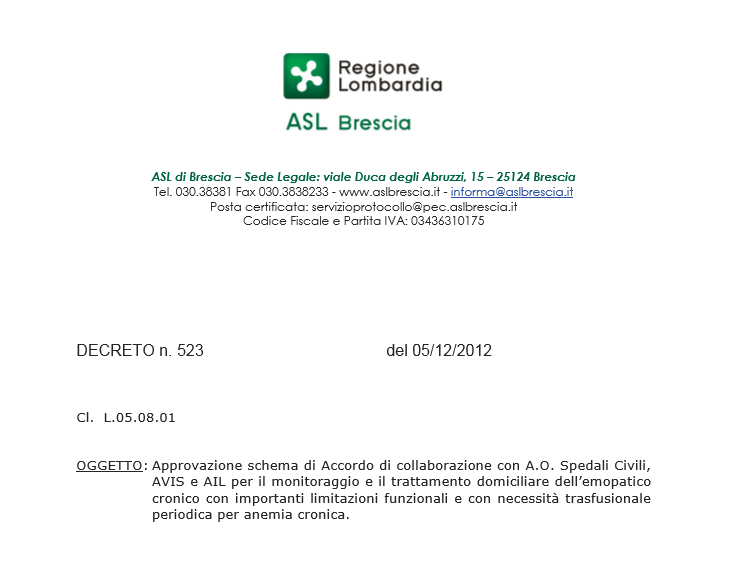 Regione
Lombardia
ASL Brescia
ASL di Brescia – Sede Legale: viale Duca degli Abruzzi, 15 – 25124 Brescia
Tel. 030.38381 Fax 030.3838233 - www.aslbrescia.it - informa@aslbrescia.it
Posta certificata: servizioprotocollo@pec.aslbrescia.it
Codice Fiscale e Partita IVA: 03436310175
DECRETO n. 523 del 05/12/2012
Cl. L.05.08.01
OGGETTO: Approvazione schema di Accordo di collaborazione con A.O. Spedali Civili,
AVIS e AIL per il monitoraggio e il trattamento domiciliare dell’emopatico
cronico con importanti limitazioni funzionali e con necessità trasfusionale
periodica per anemia cronica.